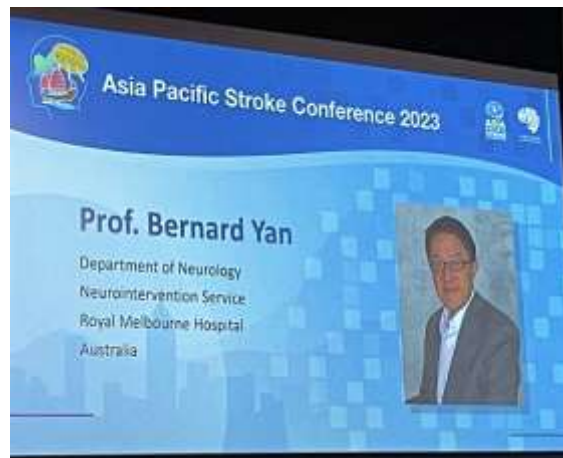 Asia Pacific Stroke Conference 2023
Prof. Bernard Yan
Department of Neurology
Neurointervention Service
Royal Melbourne Hospital
Australia